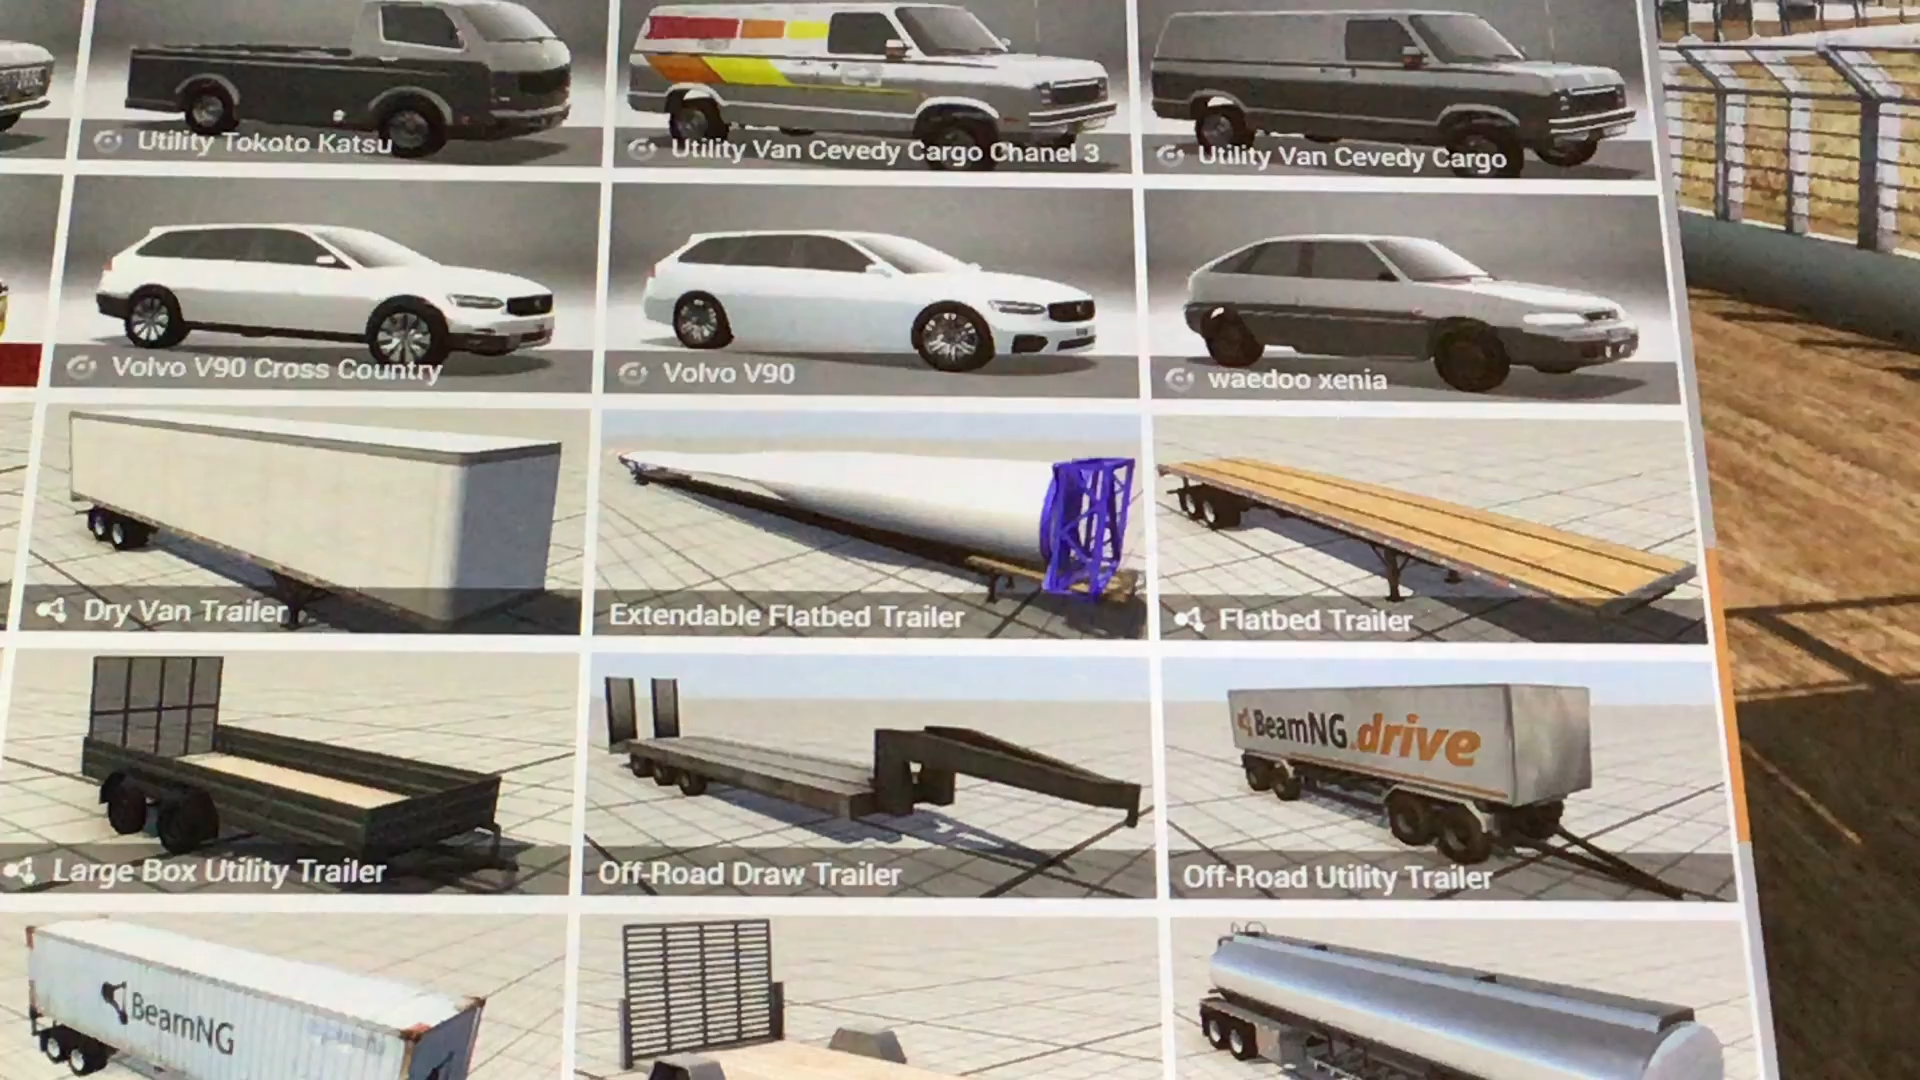 Utility Tokoto Katsu
Utility Van Cevedy Cargo Chanel 3
Utility Van Cevedy Cargo
Volvo V90 Cross Country
Volvo V90
waedoo xenia
Dry Van Trailer
Extendable Flatbed Trailer
Flatbed Trailer
BeamNG.drive
Large Box Utility Trailer
Off-Road Draw Trailer
Off-Road Utility Trailer
BeamNG